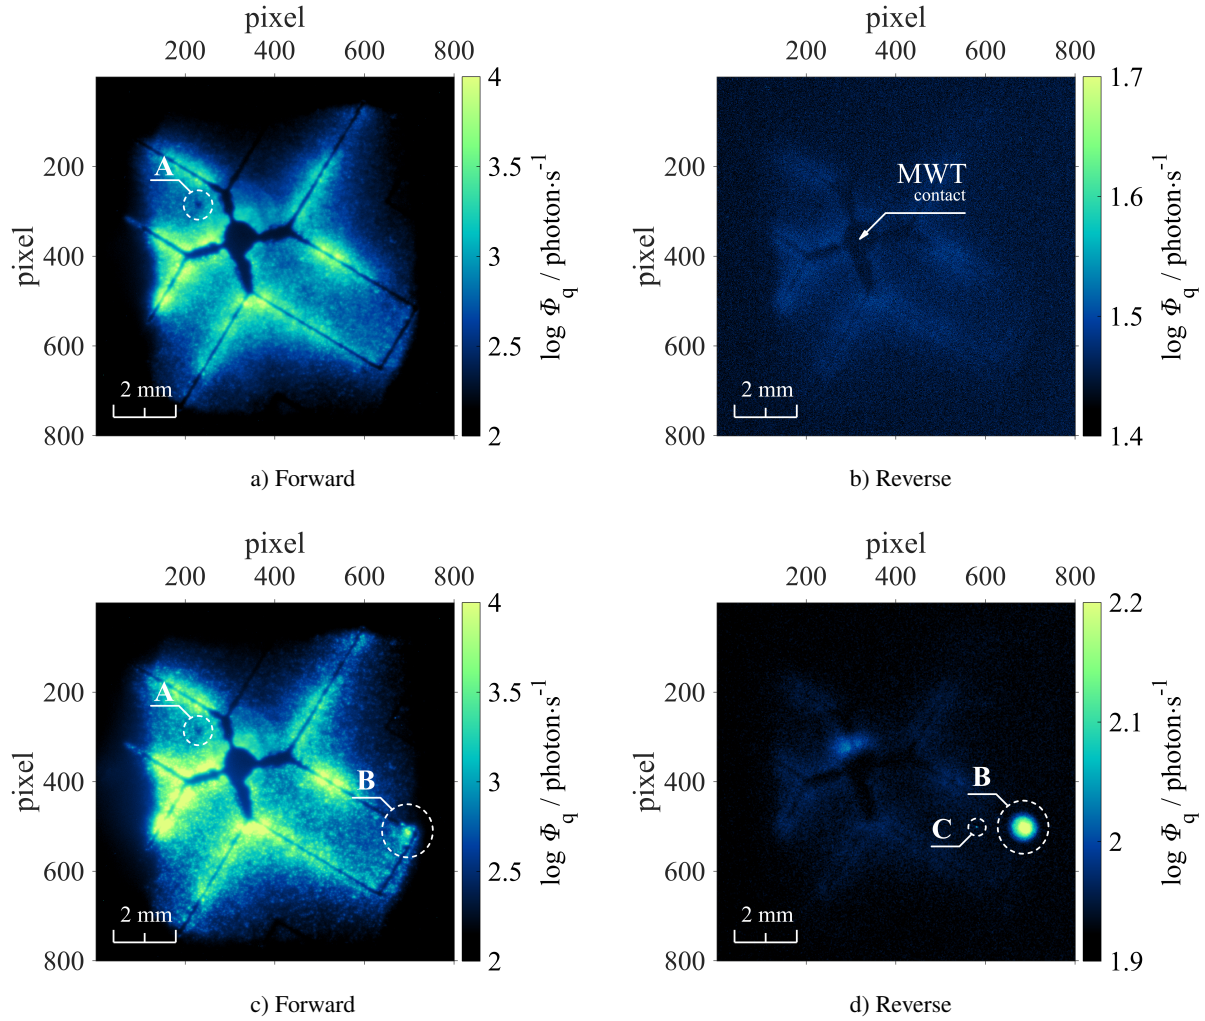 pixel
200 400 600 800
200
400
600
800
pixel
A
2 mm
4
3.5
3
2.5
2
log Φq / photon·s-1
a) Forward
pixel
200 400 600 800
200
400
600
800
pixel
MWT
contact
2 mm
1.7
1.6
1.5
1.4
log Φq / photon·s-1
b) Reverse
pixel
200 400 600 800
200
400
600
800
pixel
A
B
2 mm
4
3.5
3
2.5
2
log Φq / photon·s-1
c) Forward
pixel
200 400 600 800
200
400
600
800
pixel
B
C
2 mm
2.2
2.1
2
1.9
log Φq / photon·s-1
d) Reverse